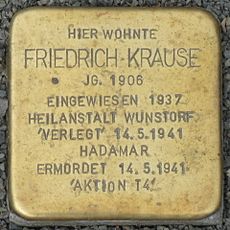 HIER WOHNTE
FRIEDRICH-KRAUSE
JG. 1906
EINGEWIESEN 1937
HEILANSTALT WUNSTORF
'VERLEGT' 14.5.1941
HADAMAR
ERMORDET 14.5.1941
'AKTION T4'